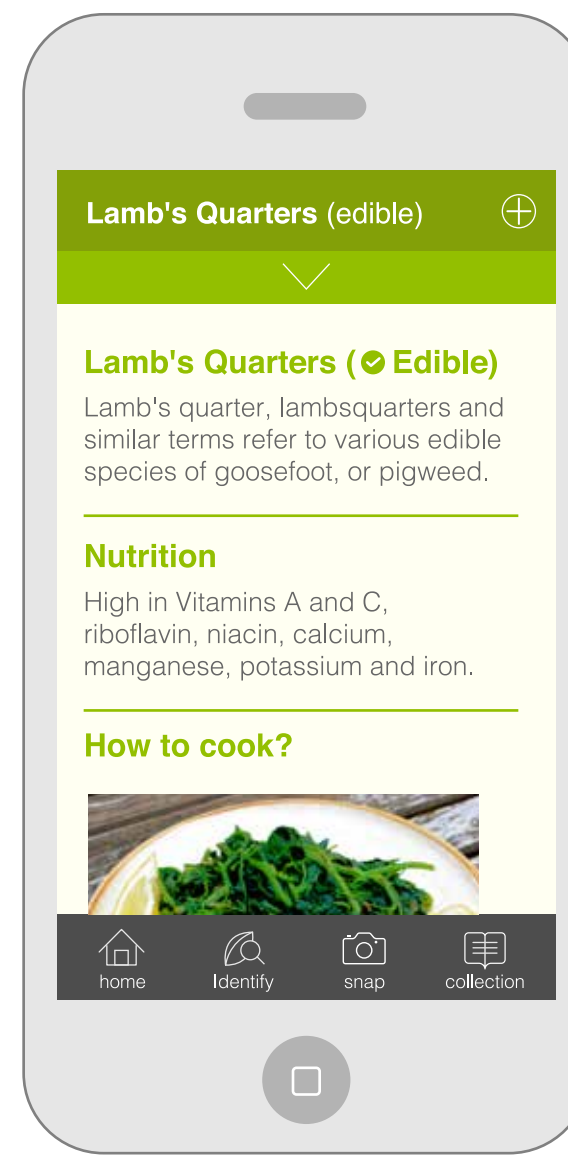 Lamb's Quarters (edible)
Lamb's Quarters ( Edible)
Lamb's quarter, lambsquarters and
similar terms refer to various edible
species of goosefoot, or pigweed.
Nutrition
High in Vitamins A and C,
riboflavin, niacin, calcium,
manganese, potassium and iron.
How to cook?
home Identify snap collection